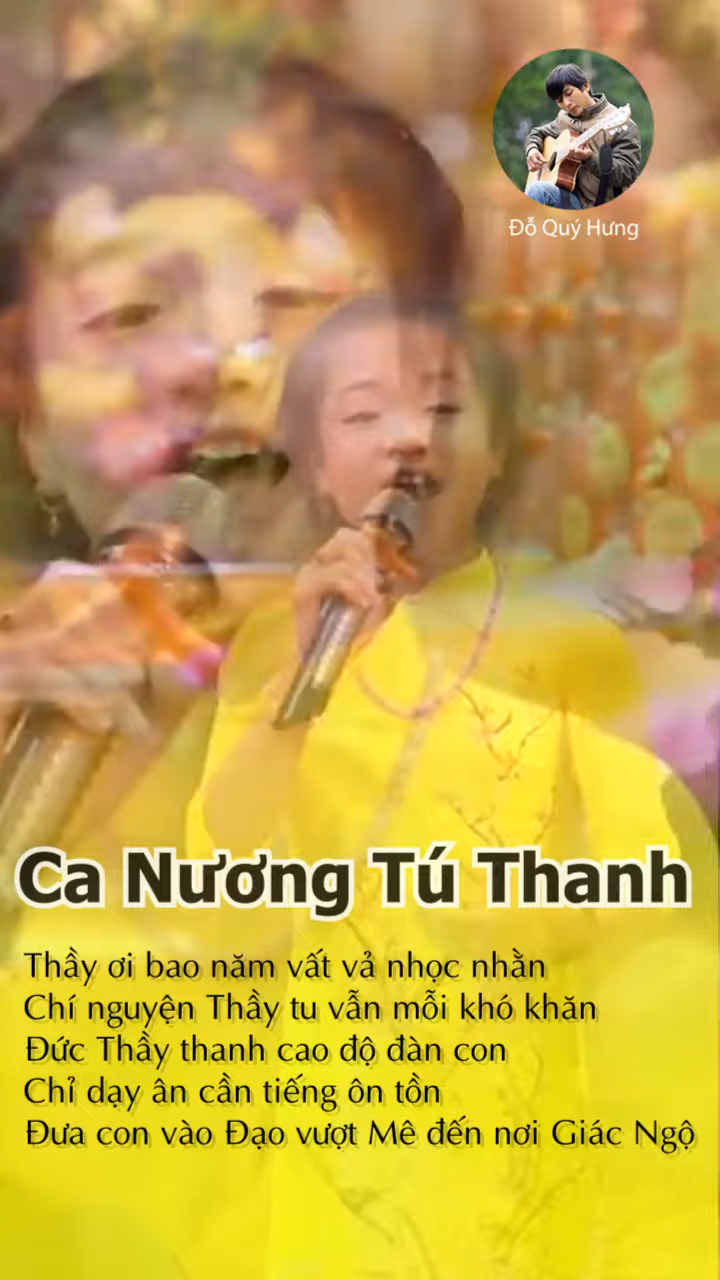 Đỗ Quý Hưng
Ca Nương Tú Thanh
Thầy ơi bao năm vất vả nhọc nhằn
Chí nguyện Thầy tu vẫn mỗi khó khăn
Đức Thầy thanh cao độ đàn con
Chỉ dạy ân cần tiếng ôn tồn
Đưa con vào Đạo vượt Mê đến nơi Giác Ngộ